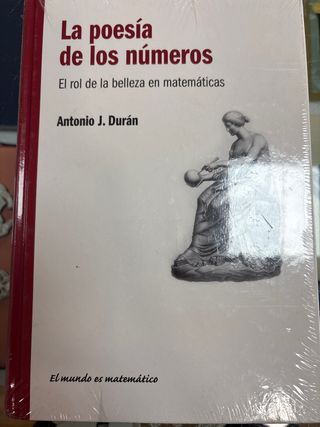 La poesía
de los números
El rol de la belleza en matemáticas
Antonio J. Durán
El mundo es matemático